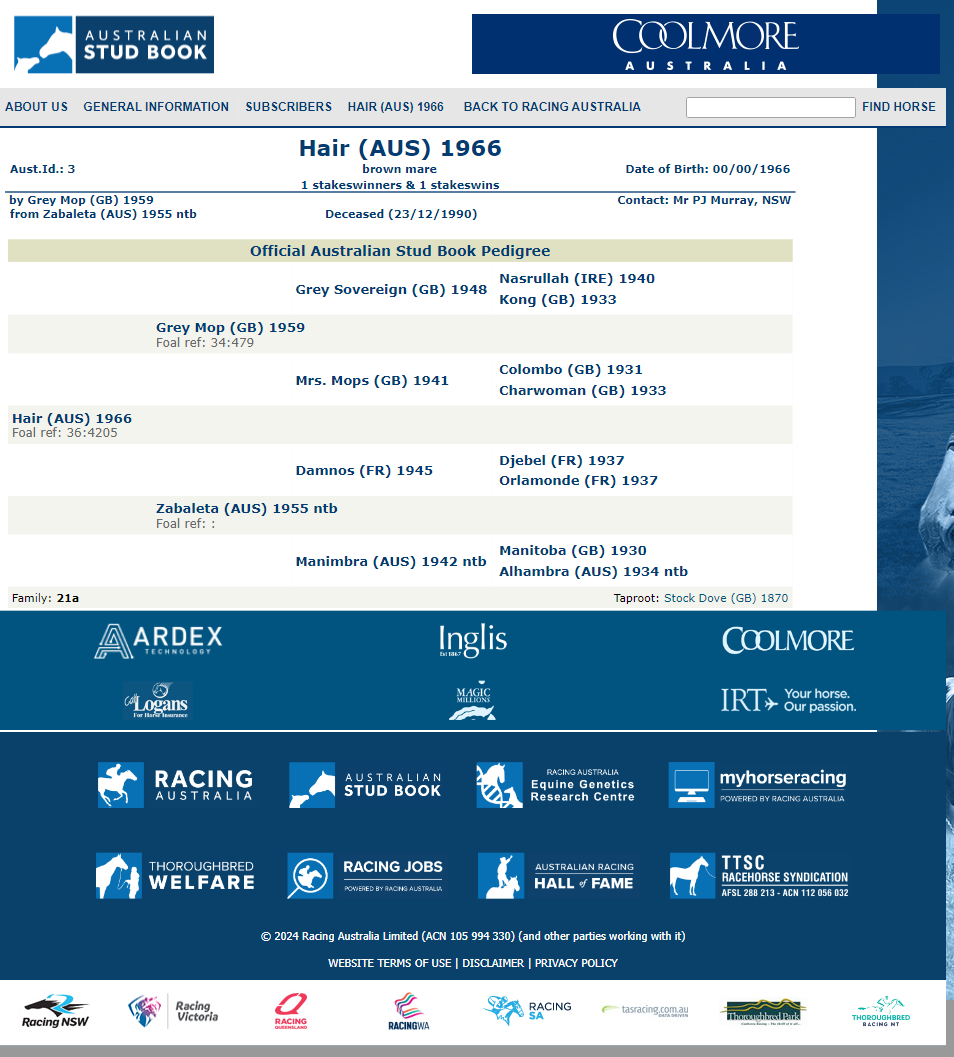 AUSTRALIAN
STUD BOOK
COOLMORE
AUSTRALIA
ABOUT US GENERAL INFORMATION SUBSCRIBERS HAIR (AUS) 1966 BACK TO RACING AUSTRALIA FIND HORSE
Hair (AUS) 1966
Aust.Id.: 3 brown mare Date of Birth: 00/00/1966
1 stakeswinners & 1 stakeswins
by Grey Mop (GB) 1959 Contact: Mr PJ Murray, NSW
from Zabaleta (AUS) 1955 ntb Deceased (23/12/1990)
Official Australian Stud Book Pedigree
Nasrullah (IRE) 1940
Grey Sovereign (GB) 1948
Kong (GB) 1933
Grey Mop (GB) 1959
Foal ref: 34:479
Colombo (GB) 1931
Mrs. Mops (GB) 1941
Charwoman (GB) 1933
Hair (AUS) 1966
Foal ref: 36:4205
Djebel (FR) 1937
Damnos (FR) 1945
Orlamonde (FR) 1937
Zabaleta (AUS) 1955 ntb
Foal ref: :
Manitoba (GB) 1930
Manimbra (AUS) 1942 ntb
Alhambra (AUS) 1934 ntb
Family: 21a Taproot: Stock Dove (GB) 1870
ARDEX
TECHNOLOGY
Inglis
Est 1867
COOLMORE
Logans
For Horse Insurance
MAGIC
MILLIONS
IRT Your horse.
Our passion.
RACING
AUSTRALIA
AUSTRALIAN
STUD BOOK
RACING AUSTRALIA
Equine Genetics
Research Centre
myhorseracing
POWERED BY RACING AUSTRALIA
THOROUGHBRED
WELFARE
RACING JOBS
POWERED BY RACING AUSTRALIA
AUSTRALIAN RACING
HALL of FAME
TTSC
RACEHORSE SYNDICATION
AFSL 288 213 - ACN 112 056 032
© 2024 Racing Australia Limited (ACN 105 994 330) (and other parties working with it)
WEBSITE TERMS OF USE | DISCLAIMER | PRIVACY POLICY
Racing NSW
Racing
Victoria
RACING
QUEENSLAND
RACINGWA
RACING
SA
tasracing.com.au
DATA DRIVEN
Thoroughbred Park
THOROUGHBRED
RACING NT